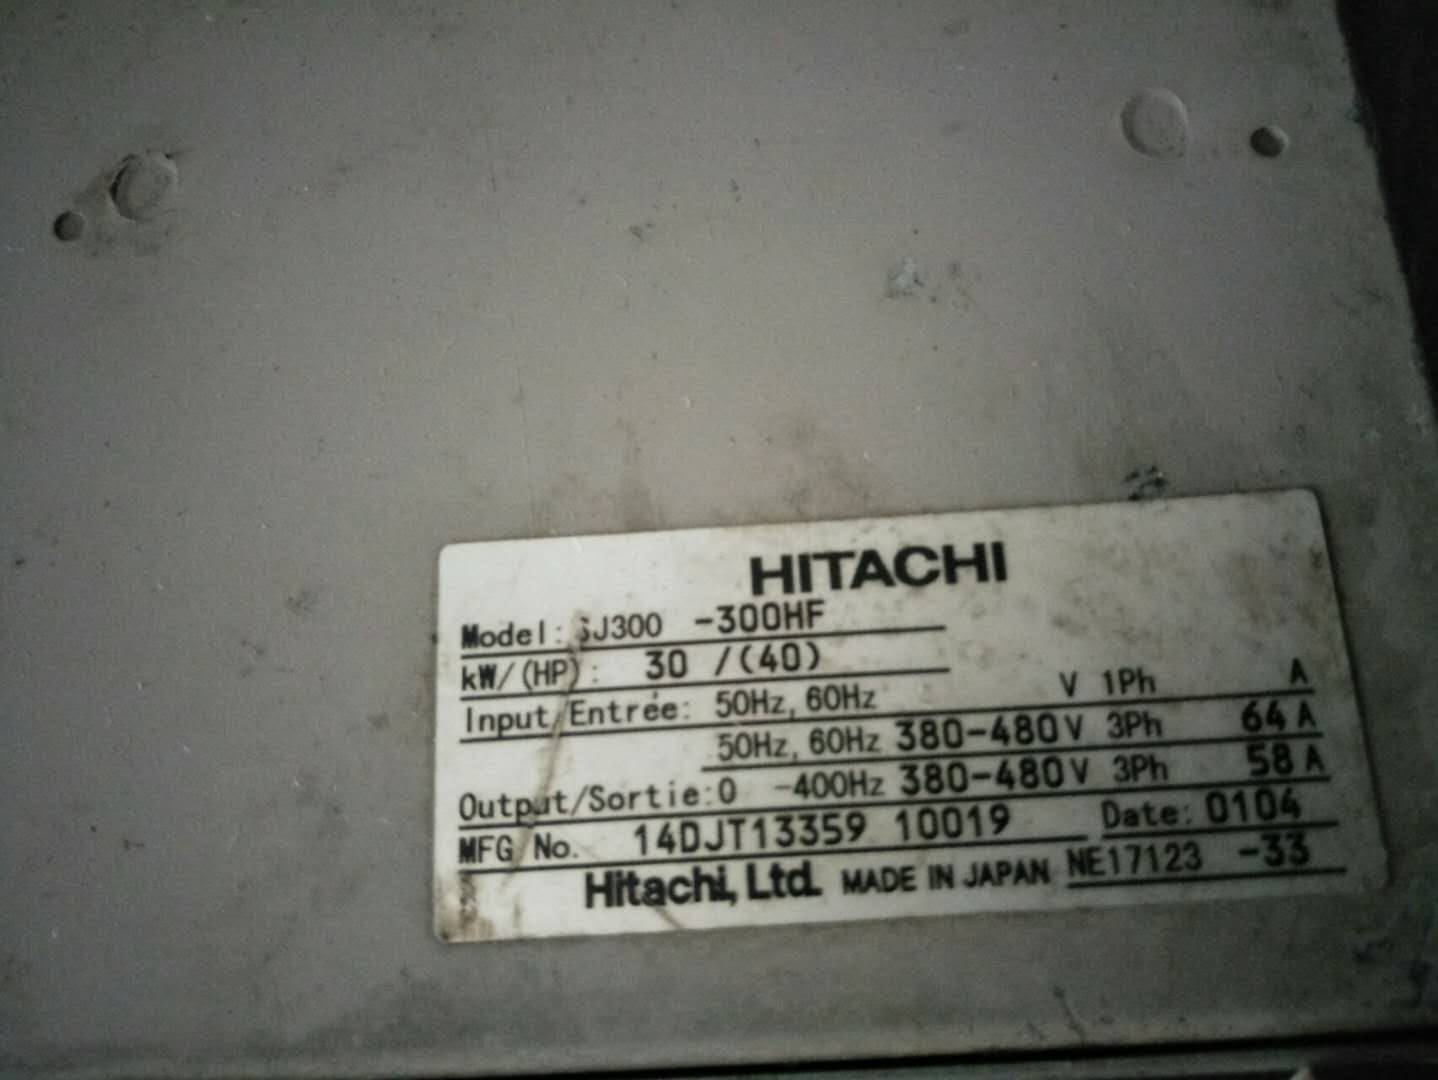 HITACHI
Model: SJ300 -300HF
kW/(HP): 30 /(40)
Input/Entrée: 50Hz, 60Hz V 1Ph A
50Hz, 60Hz 380-480V 3Ph 64A
Output/Sortie:0 -400Hz 380-480V 3Ph 58A
MFG No. 14DJT13359 10019 Date: 0104
Hitachi, Ltd. MADE IN JAPAN NE17123 -33